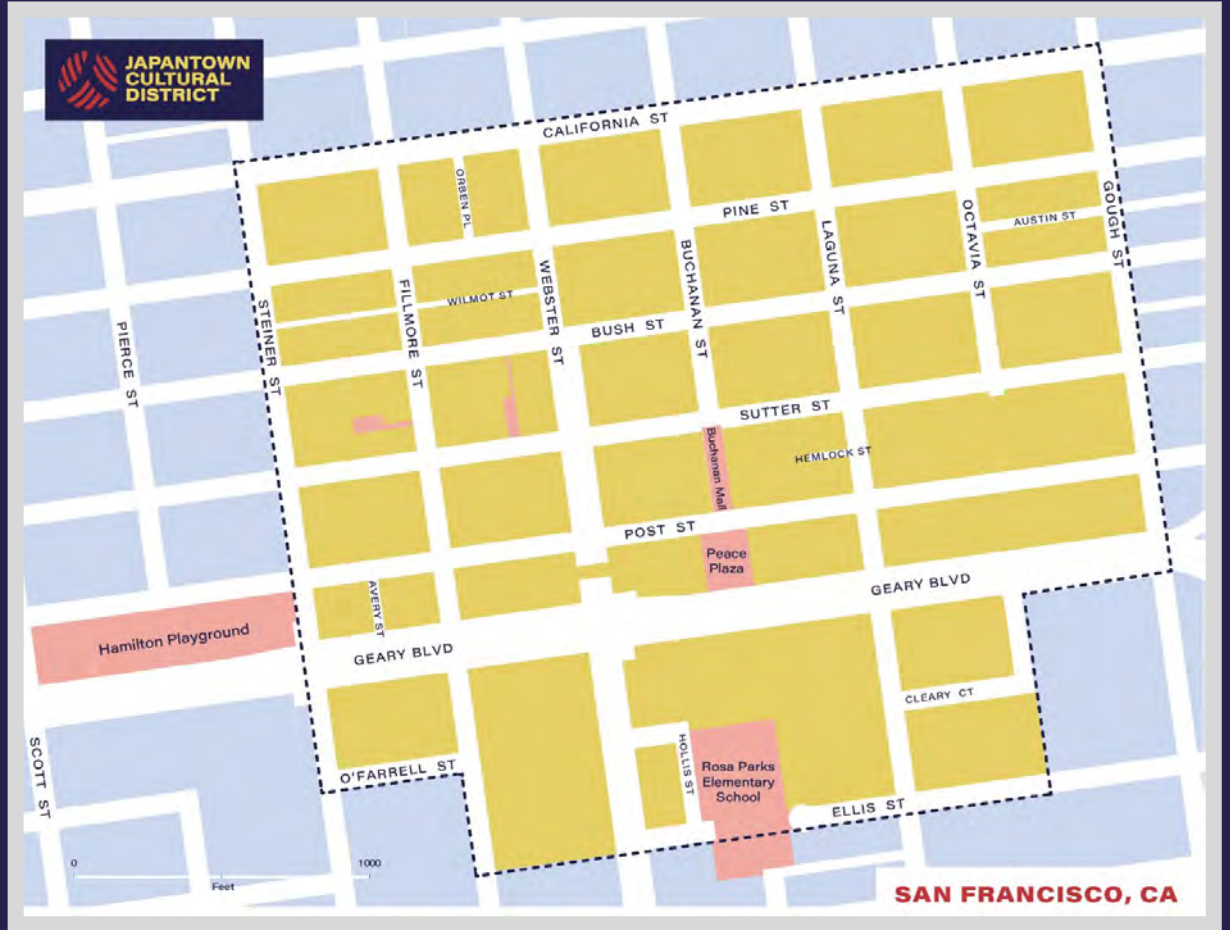 JAPANTOWN
CULTURAL
DISTRICT
CALIFORNIA ST
ORBEN PL
PINE ST
GOUGH ST
OCTAVIA ST
AUSTIN ST
LAGUNA ST
BUCHANAN ST
WEBSTER ST
FILLMORE ST
WILMOT ST
STEINER ST
PIERCE ST
BUSH ST
SUTTER ST
Buchanan Mall
HEMLOCK ST
POST ST
Peace
Plaza
AVERY ST
GEARY BLVD
Hamilton Playground
GEARY BLVD
CLEARY CT
SCOTT ST
O'FARRELL ST
HOLLIS ST
Rosa Parks
Elementary
School
ELLIS ST
0 1000
Feet
SAN FRANCISCO, CA